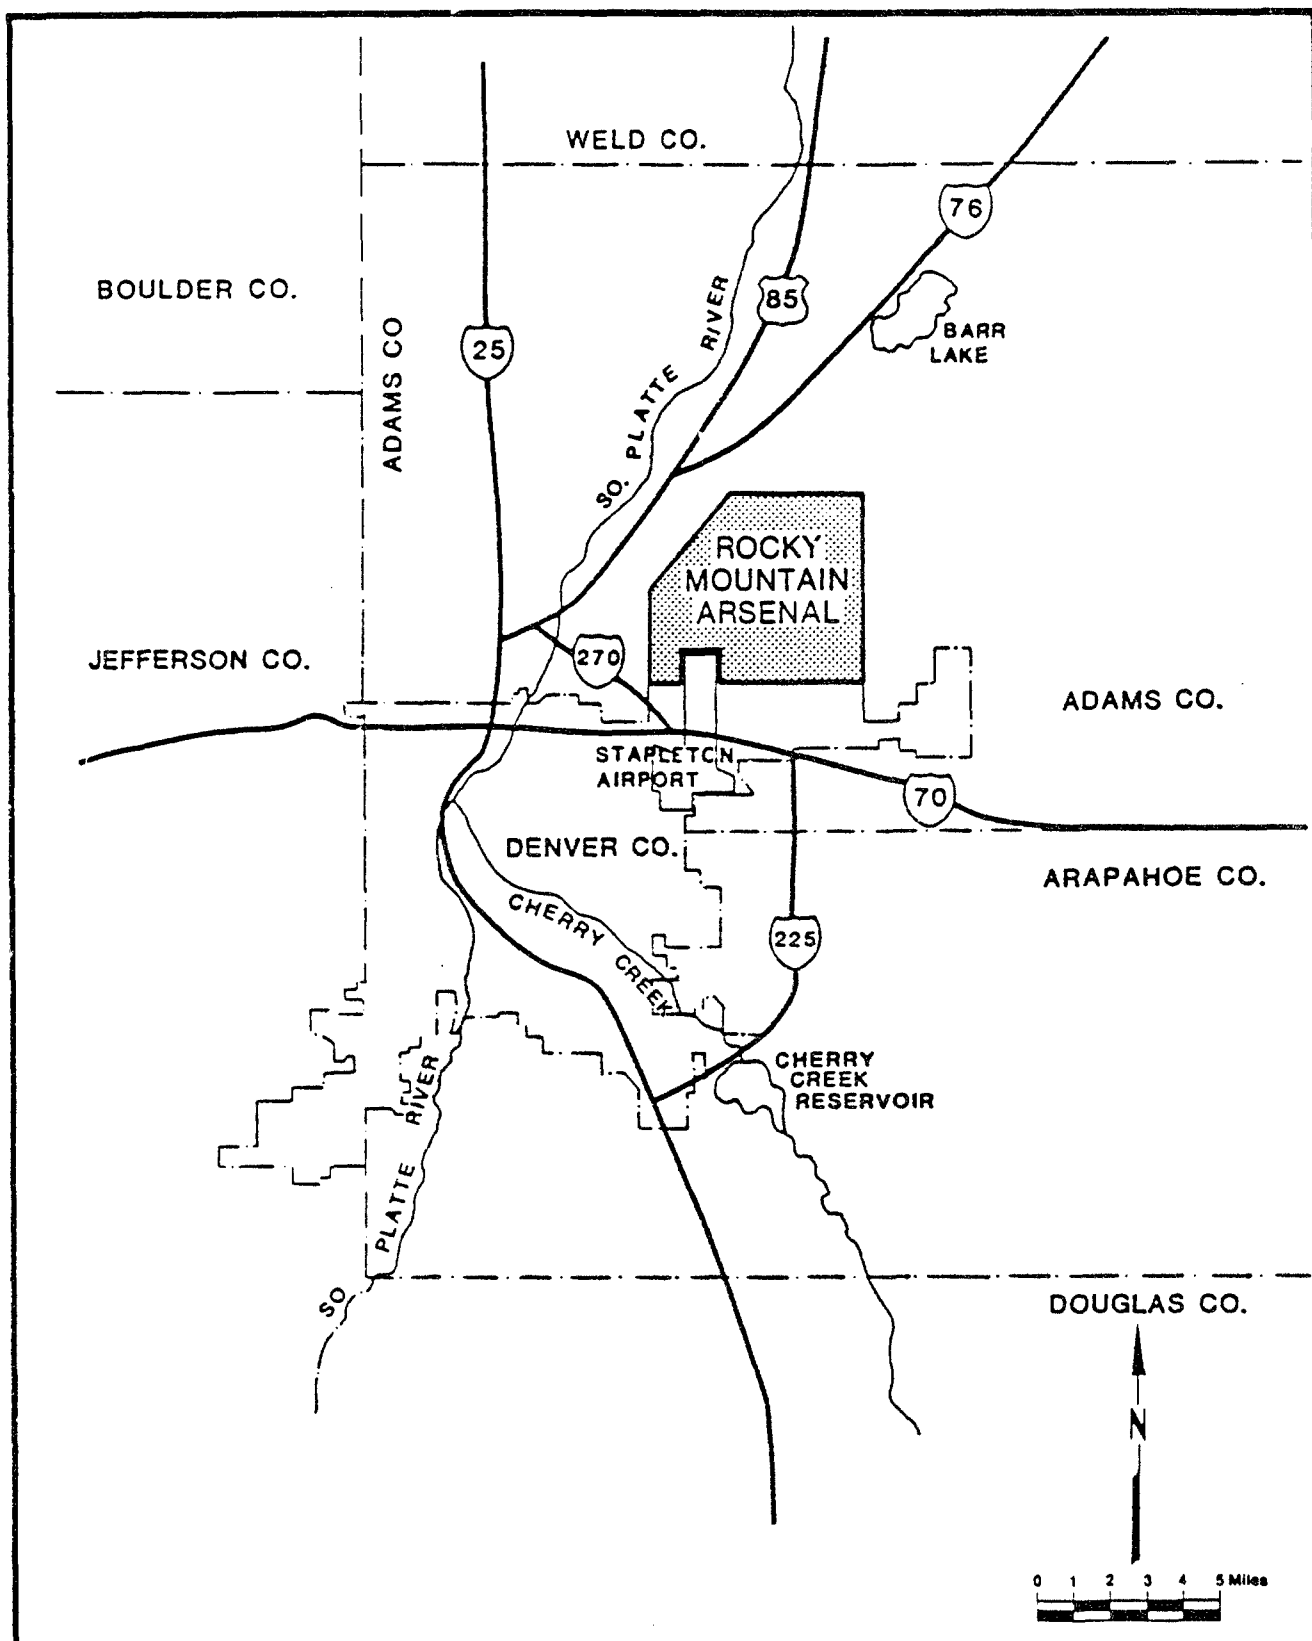 WELD CO.
76
BOULDER CO.
85
ADAMS CO
25
SO. PLATTE RIVER
BARR
LAKE
ROCKY
MOUNTAIN
ARSENAL
JEFFERSON CO.
270
ADAMS CO.
STAPLETON
AIRPORT
70
DENVER CO.
ARAPAHOE CO.
CHERRY CREEK
225
CHERRY
CREEK
RESERVOIR
SO PLATTE RIVER
DOUGLAS CO.
N
0 1 2 3 4 5 Miles